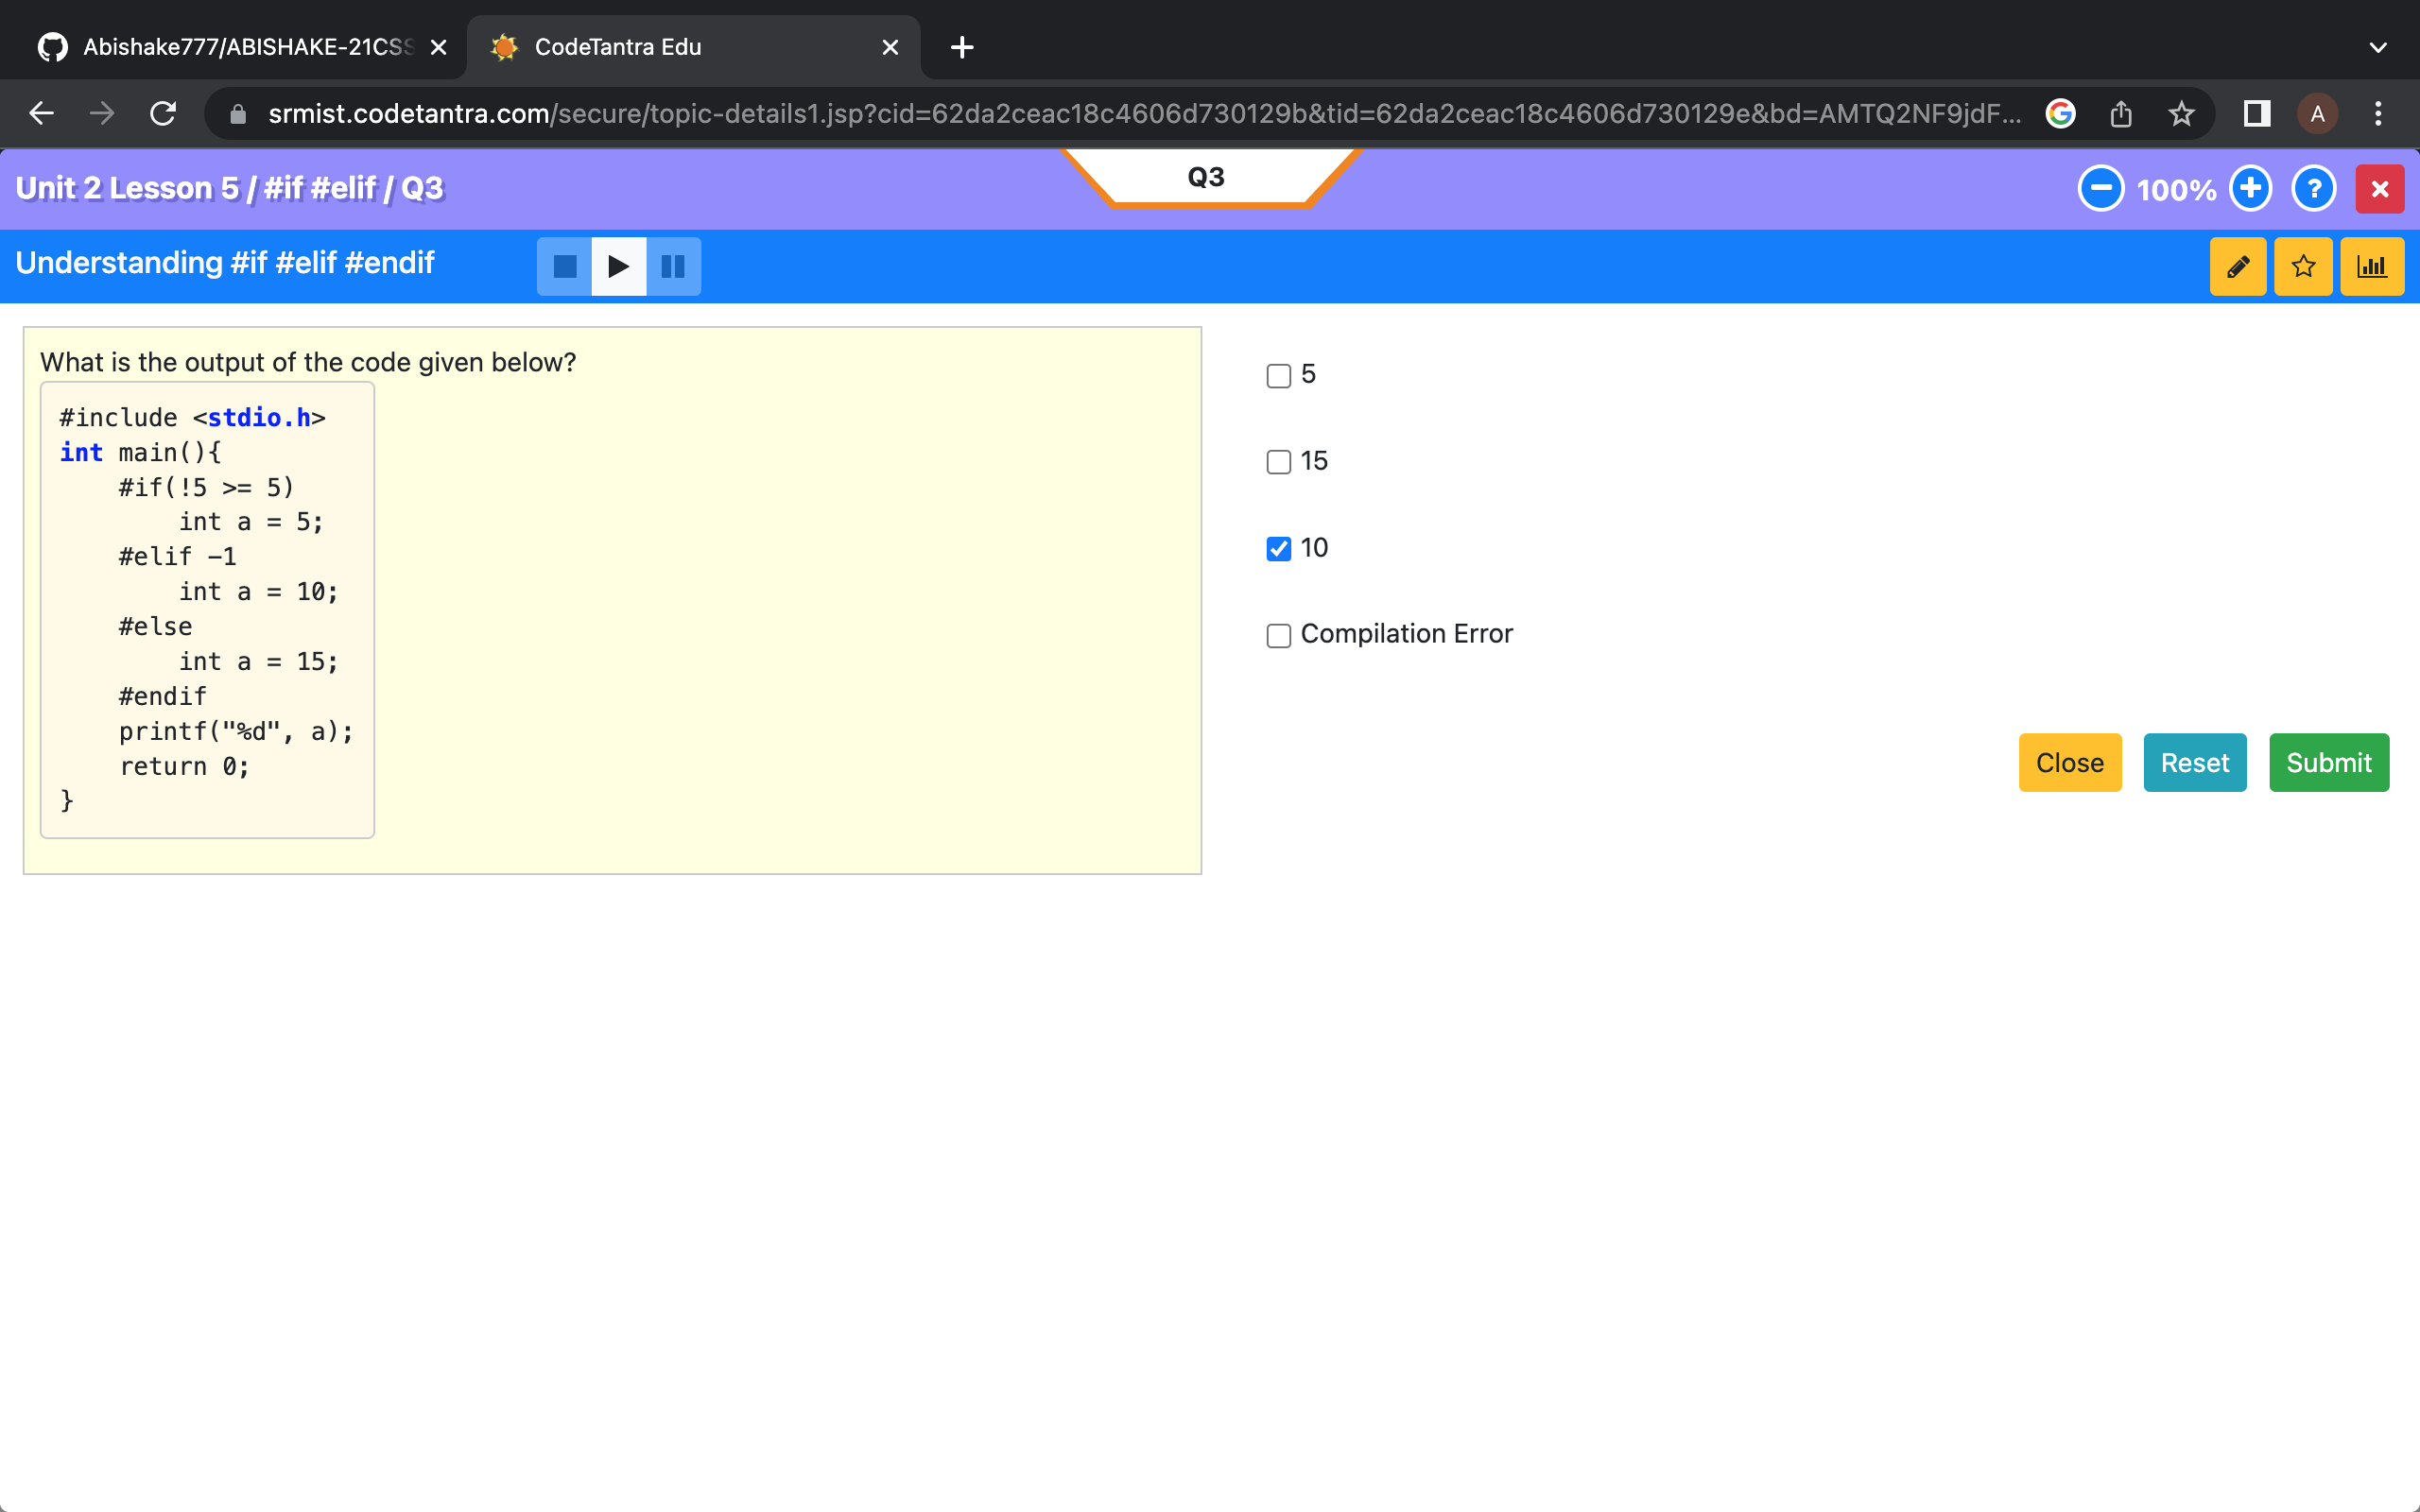 Abishake777/ABISHAKE-21CSS
CodeTantra Edu
srmist.codetantra.com/secure/topic-details1.jsp?cid=62da2ceac18c4606d730129b&tid=62da2ceac18c4606d730129e&bd=AMTQ2NF9jdF...
A
Unit 2 Lesson 5 / #if #elif / Q3
Q3
100%
?
Understanding #if #elif #endif
What is the output of the code given below?
#include <stdio.h>
int main(){
    #if(!5 >= 5)
        int a = 5;
    #elif -1
        int a = 10;
    #else
        int a = 15;
    #endif
    printf("%d", a);
    return 0;
}
5
15
10
Compilation Error
Close
Reset
Submit